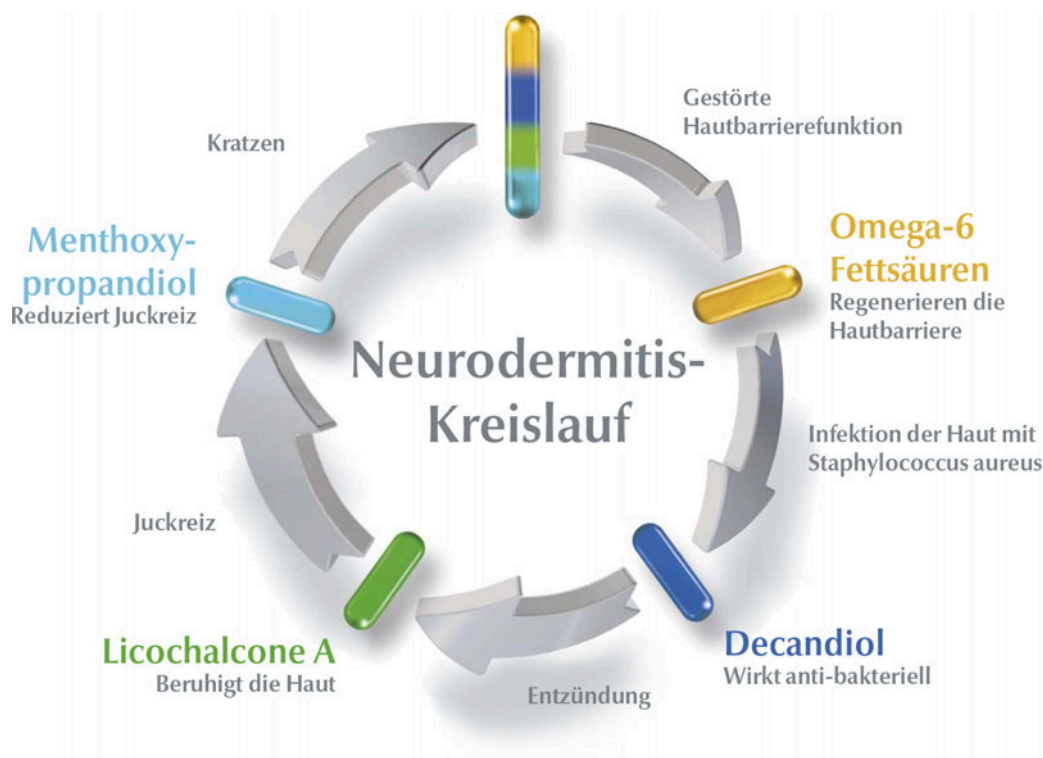 Gestörte
Hautbarrierefunktion
Kratzen
Omega-6
Fettsäuren
Regenerieren die
Hautbarriere
Menthoxy-
propandiol
Reduziert Juckreiz
Neurodermitis-
Kreislauf
Infektion der Haut mit
Staphylococcus aureus
Juckreiz
Decandiol
Wirkt anti-bakteriell
Licochalcone A
Beruhigt die Haut
Entzündung